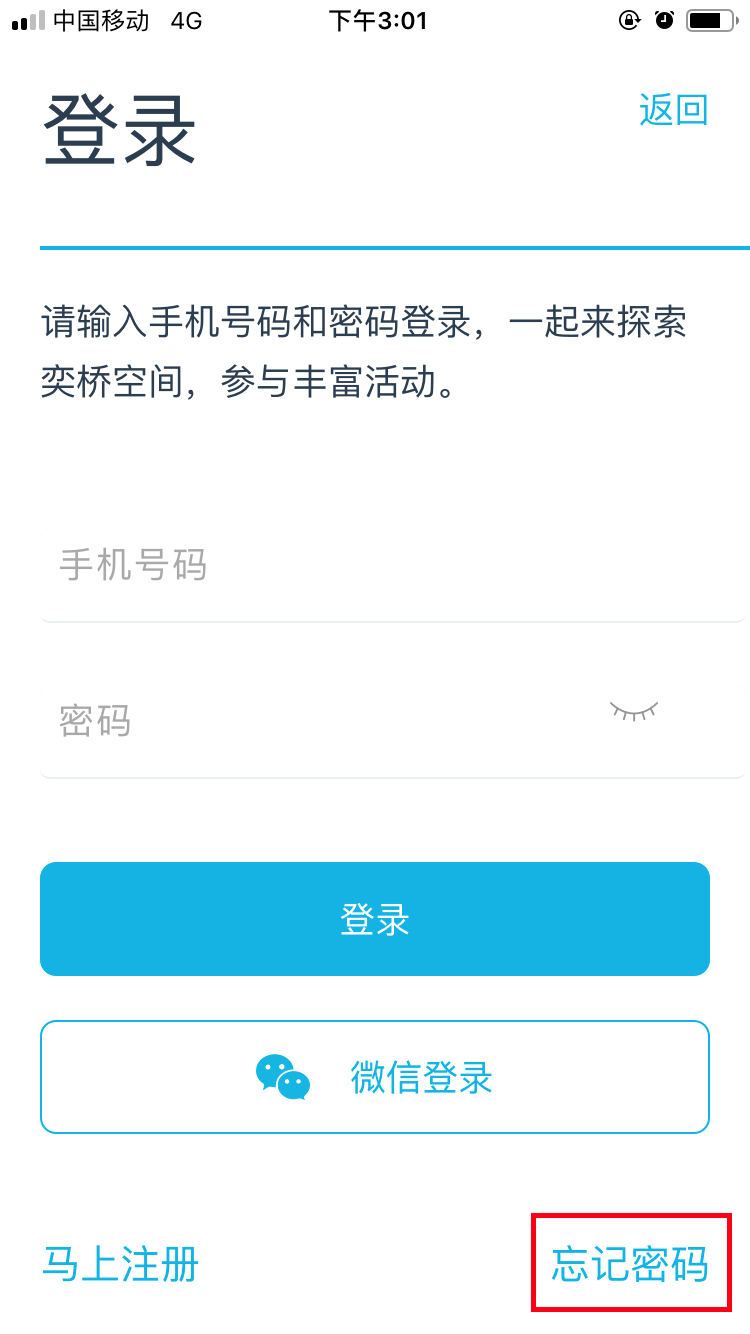 中国移动 4G 下午3:01
登录
返回
请输入手机号码和密码登录，一起来探索
奕桥空间，参与丰富活动。
手机号码
密码
登录
微信登录
马上注册 忘记密码